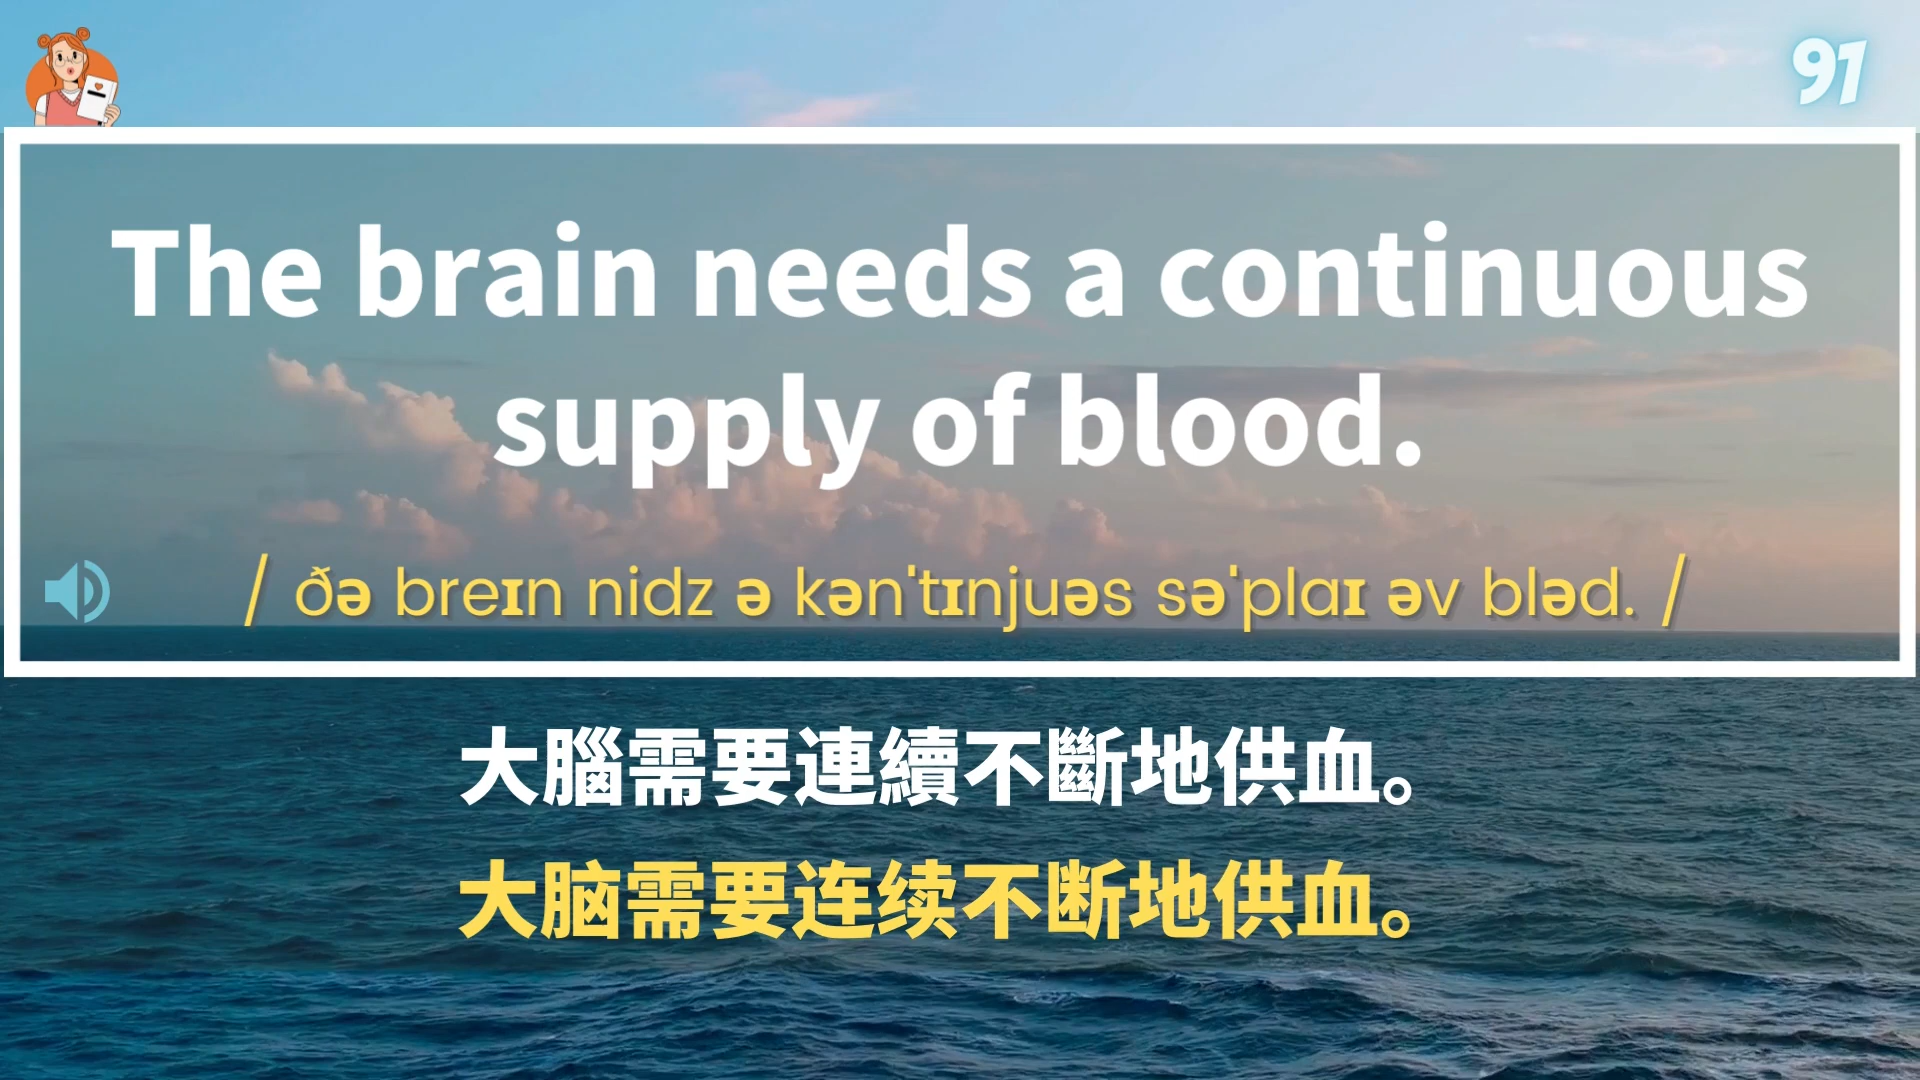 91
The brain needs a continuous
supply of blood.
/ ðə breɪn nidz ə kən'tɪnjuəs sə'plaɪ əv bləd. /
大腦需要連續不斷地供血。
大脑需要连续不断地供血。